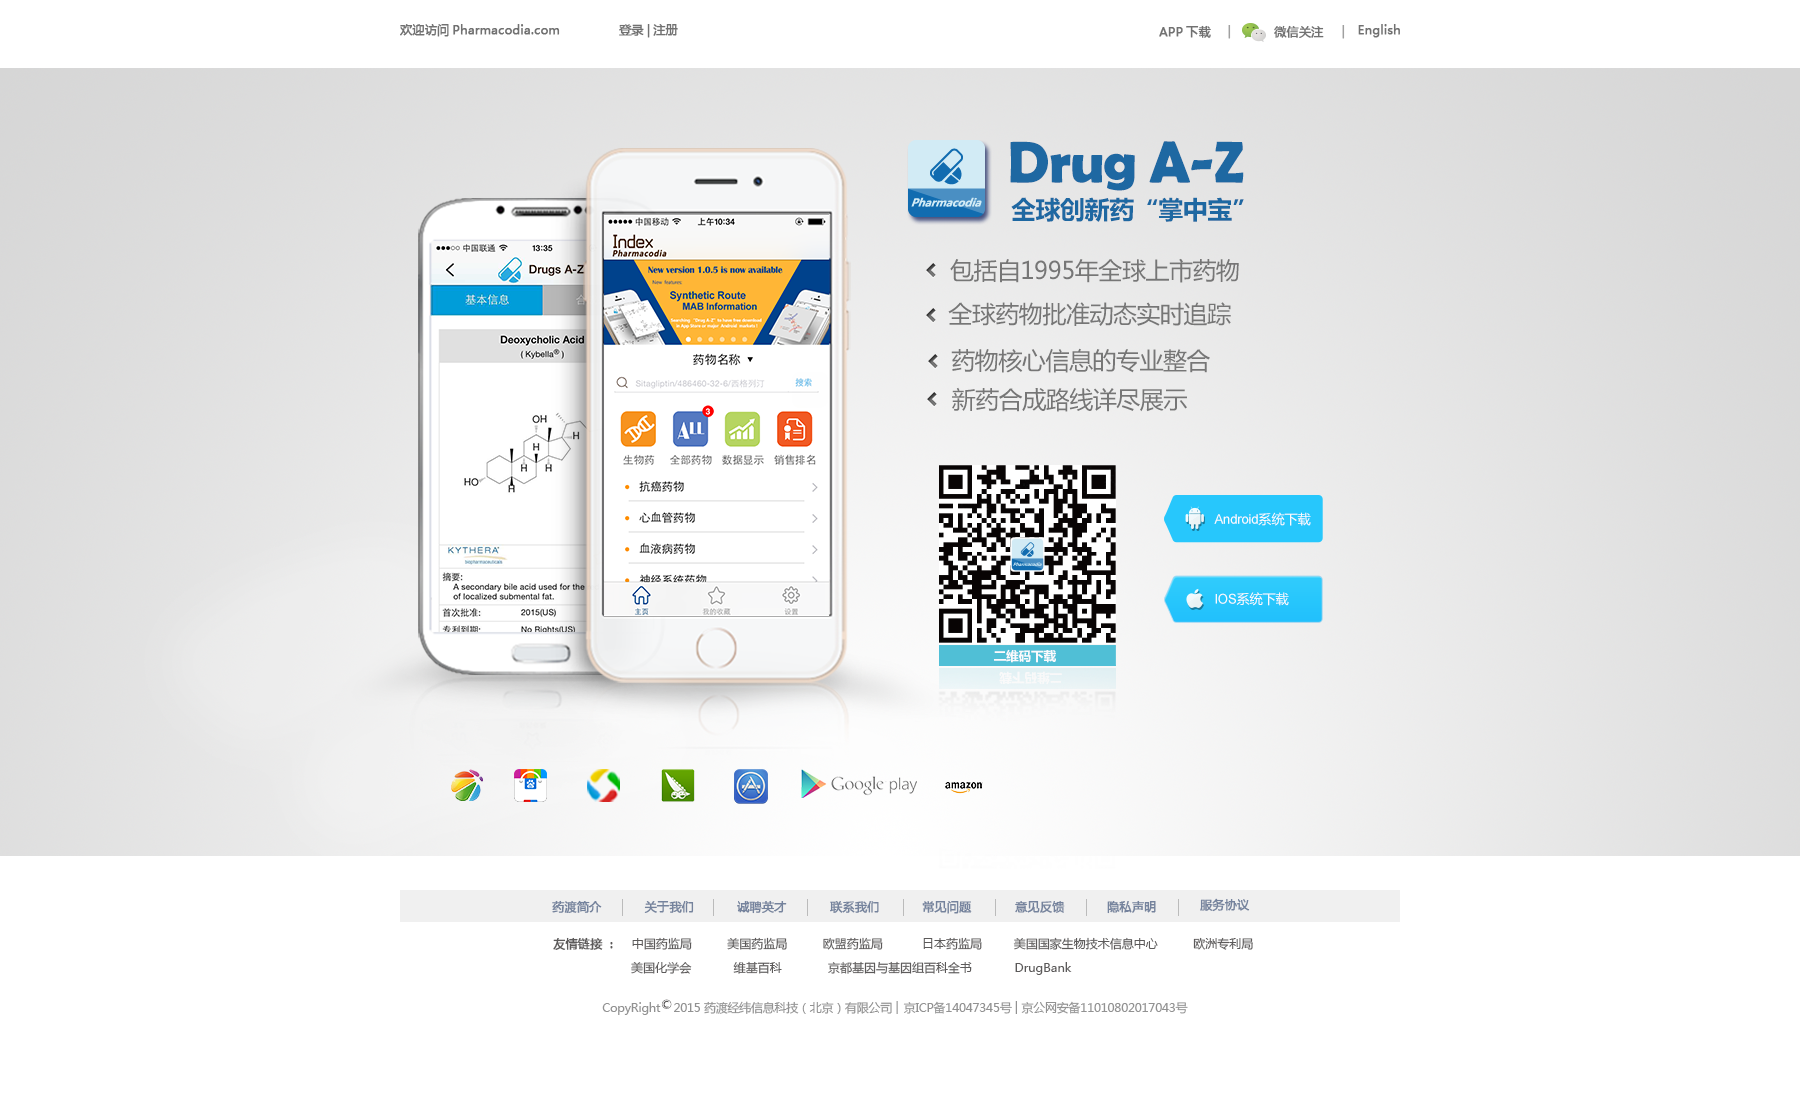 欢迎访问 Pharmacodia.com 登录 | 注册 APP 下载 | 微信关注 | English
Drug A-Z
Pharmacodia
全球创新药 “掌中宝”
包括自1995年全球上市药物
全球药物批准动态实时追踪
药物核心信息的专业整合
新药合成路线详尽展示
中国联通 13:35
Drugs A-Z
基本信息 合
Deoxycholic Acid
( Kybella® )
OH
H
H
H
H
HO
H
KYTHERA
biopharmaceuticals
摘要:
A secondary bile acid used for the
of localized submental fat.
首次批准: 2015(US)
专利到期: No Rights(US)
中国移动 上午10:34
Index
Pharmacodia
New version 1.0.5 is now available
New features
Synthetic Route
MAB Information
药物名称
Sitagliptin/486460-32-6/西格列汀 搜索
ALL 3
生物药 全部药物 数据显示 销售排名
抗癌药物
心血管药物
血液病药物
神经系统药物
主页 我的收藏 设置
Pharmacodia
二维码下载
Android系统下载
IOS系统下载
Google play
amazon
药渡简介 关于我们 诚聘英才 联系我们 常见问题 意见反馈 隐私声明 服务协议
友情链接 ： 中国药监局 美国药监局 欧盟药监局 日本药监局 美国国家生物技术信息中心 欧洲专利局
美国化学会 维基百科 京都基因与基因组百科全书 DrugBank
CopyRight © 2015 药渡经纬信息科技（北京）有限公司 | 京ICP备14047345号 | 京公网安备11010802017043号